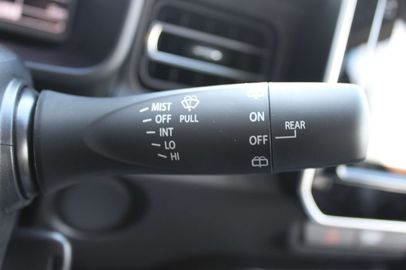 MIST
OFF PULL ON
INT OFF REAR
LO
HI